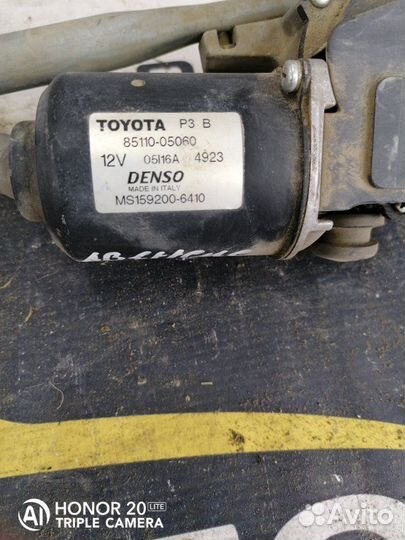 TOYOTA P3 B
85110-05060
12V 05I16A 4923
DENSO
MADE IN ITALY
MS159200-6410
HONOR 20 LITE
TRIPLE CAMERA
Avito